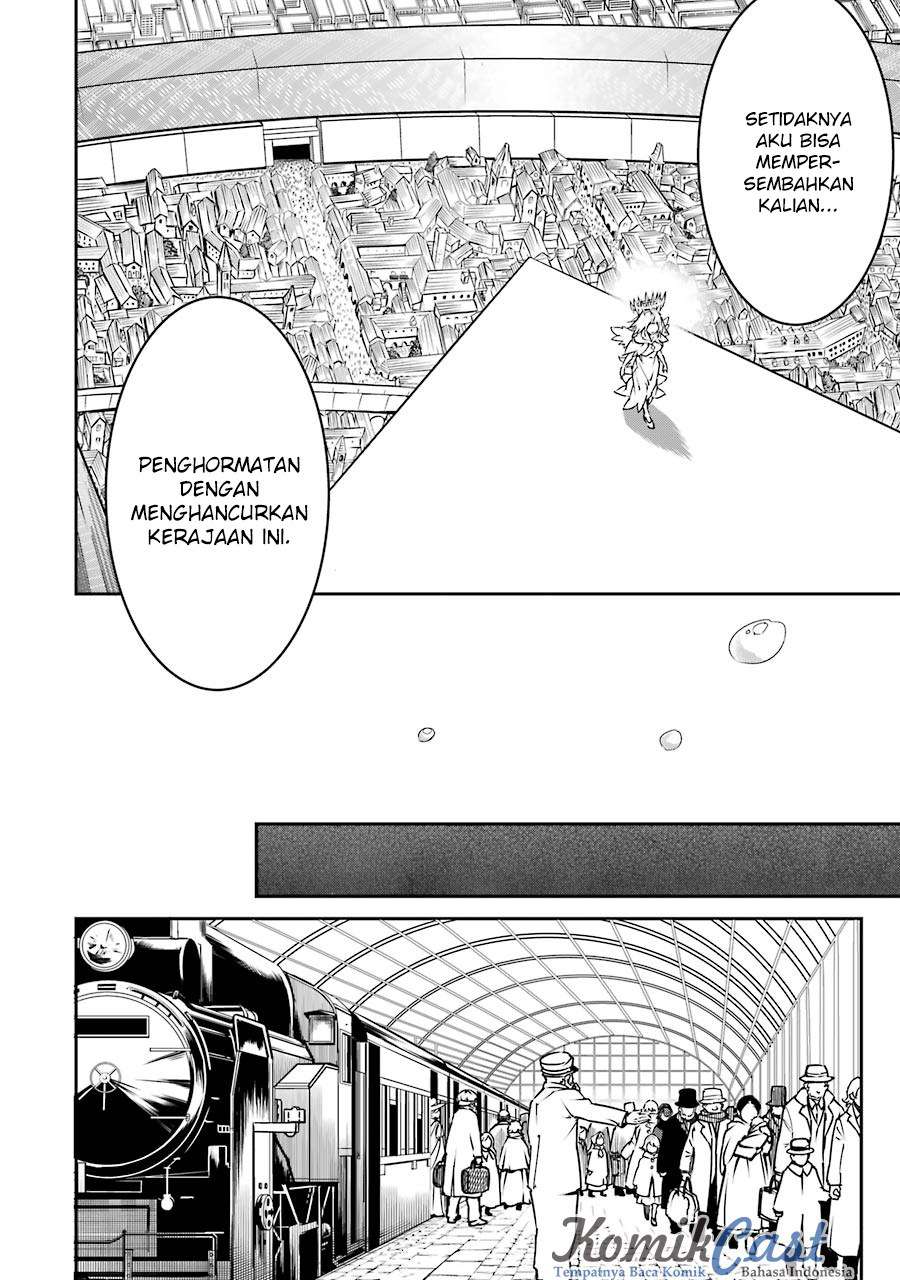 SETIDAKNYA
AKU BISA
MEMPER-
SEMBAHKAN
KALIAN...
PENGHORMATAN
DENGAN
MENGHANCURKAN
KERAJAAN INI.
KomikCast
Tempatnya Baca Komik Bahasa Indonesia